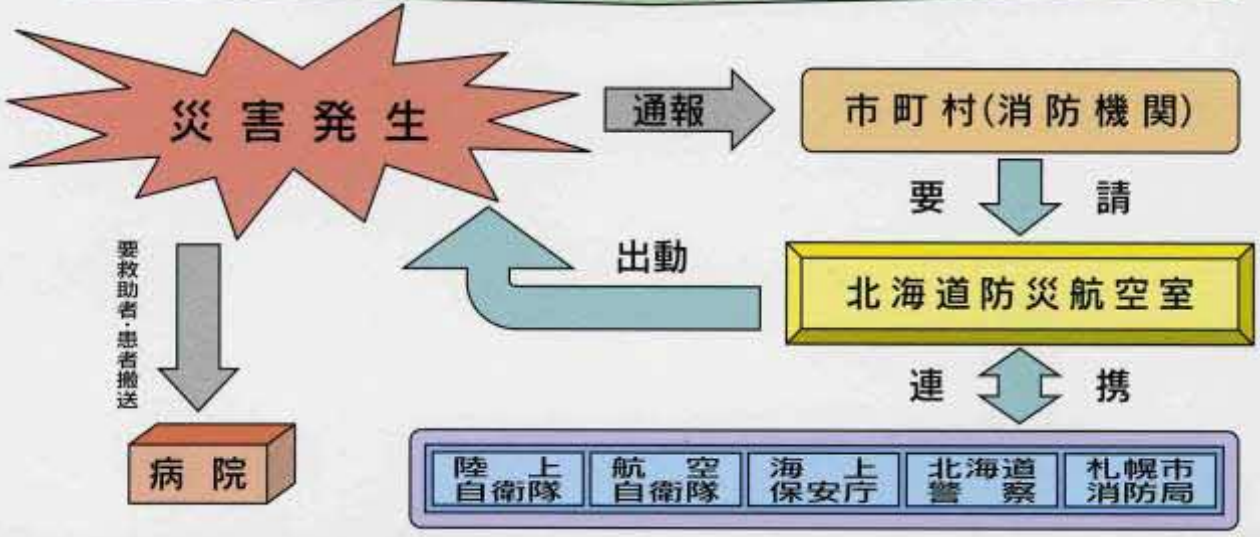 災害発生
通報
市町村(消防機関)
要請
北海道防災航空室
出動
連携
要救助者・患者搬送
病院
陸上
自衛隊
航空
自衛隊
海上
保安庁
北海道
警察
札幌市
消防局